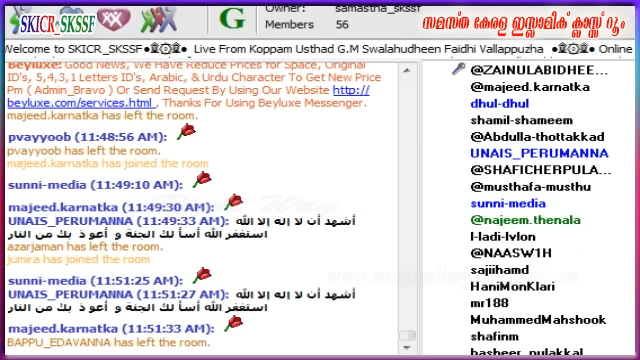 SKICR_SKSSF
G
Owner: samastha_skssf
Members 56
സമസ്ത കേരള ഇസ്ലാമിക് ക്ലാസ്സ് റൂം
Welcome to SKICR_SKSSF•۩۞۩• Live From Koppam Usthad G.M Swalahudheen Faidhi Vallappuzha •۩۞۩• Online
Beyluxe: Good News, We Have Reduce Prices for Space, Original
ID's, 5,4,3,1 Letters ID's, Arabic, & Urdu Character To Get New Price
Pm ( Admin_Bravo ) Or Send Request By Using Our Website http://
beyluxe.com/services.html , Thanks For Using Beyluxe Messenger.
majeed.karnatka has left the room.
pvayyoob (11:48:56 AM):
pvayyoob has left the room.
majeed.karnatka has joined the room
sunni-media (11:49:10 AM):
majeed.karnatka (11:49:30 AM):
UNAIS_PERUMANNA (11:49:33 AM): أشهد أن لا إله إلا الله
استغفر الله أسأ لك الجنة و أعوذ بك من النار
azarjaman has left the room.
jumira has joined the room
sunni-media (11:51:25 AM):
UNAIS_PERUMANNA (11:51:27 AM): أشهد أن لا إله إلا الله
استغفر الله أسأ لك الجنة و أعوذ بك من النار
majeed.karnatka (11:51:33 AM):
BAPPU_EDAVANNA has left the room.
@ZAINULABIDHEE...
@majeed.karnatka
dhul-dhul
shamil-shameem
@Abdulla-thottakkad
UNAIS_PERUMANNA
@SHAFICHERPULA...
@musthafa-musthu
sunni-media
@najeem.thenala
l-ladi-lvlon
@NAASW1H
sajiihamd
HaniMonKlari
mr188
MuhammedMahshook
shafinm
basheer_pulakkal